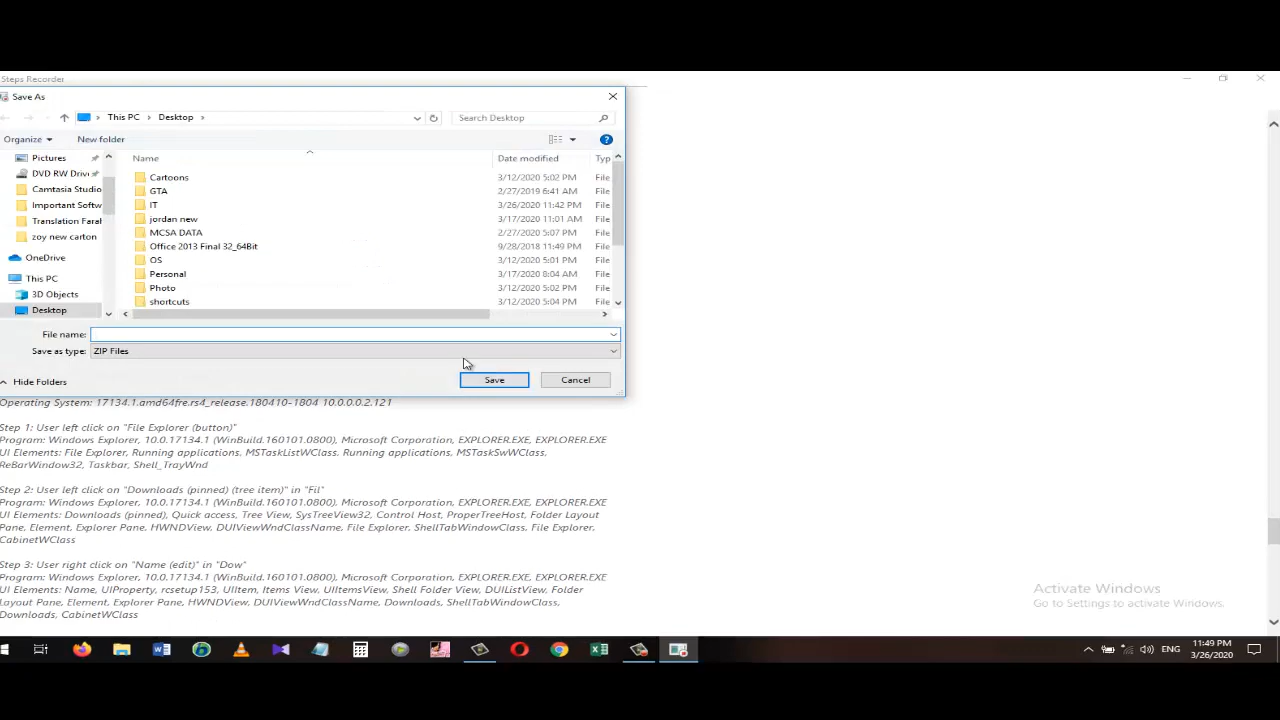 Steps Recorder
Save As
This PC
Desktop
Search Desktop
Organize
New folder
Name
Date modified
Typ
Pictures
DVD RW Driv
Camtasia Studio
Important Softw
Translation Farah
zoy new carton
OneDrive
This PC
3D Objects
Desktop
Cartoons 3/12/2020 5:02 PM File
GTA 2/27/2019 6:41 AM File
IT 3/26/2020 11:42 PM File
jordan new 3/17/2020 11:01 AM File
MCSA DATA 2/27/2020 5:07 PM File
Office 2013 Final 32_64Bit 9/28/2018 11:49 PM File
OS 3/12/2020 5:01 PM File
Personal 3/17/2020 8:04 AM File
Photo 3/12/2020 5:02 PM File
shortcuts 3/12/2020 5:04 PM File
File name:
Save as type: ZIP Files
Hide Folders
Save
Cancel
Operating System: 17134.1.amd64fre.rs4_release.180410-1804 10.0.0.0.2.121
Step 1: User left click on "File Explorer (button)"
Program: Windows Explorer, 10.0.17134.1 (WinBuild.160101.0800), Microsoft Corporation, EXPLORER.EXE, EXPLORER.EXE
UI Elements: File Explorer, Running applications, MSTaskListWClass, Running applications, MSTaskSwWClass,
ReBarWindow32, Taskbar, Shell_TrayWnd
Step 2: User left click on "Downloads (pinned) (tree item)" in "Fil"
Program: Windows Explorer, 10.0.17134.1 (WinBuild.160101.0800), Microsoft Corporation, EXPLORER.EXE, EXPLORER.EXE
UI Elements: Downloads (pinned), Quick access, Tree View, SysTreeView32, Control Host, ProperTreeHost, Folder Layout
Pane, Element, Explorer Pane, HWNDView, DUIViewWndClassName, File Explorer, ShellTabWindowClass, File Explorer,
CabinetWClass
Step 3: User right click on "Name (edit)" in "Dow"
Program: Windows Explorer, 10.0.17134.1 (WinBuild.160101.0800), Microsoft Corporation, EXPLORER.EXE, EXPLORER.EXE
UI Elements: Name, UIProperty, rcsetup153, UIItem, Items View, UIItemsView, Shell Folder View, DUIListView, Folder
Layout Pane, Element, Explorer Pane, HWNDView, DUIViewWndClassName, Downloads, ShellTabWindowClass,
Downloads, CabinetWClass
Activate Windows
Go to Settings to activate Windows.
ENG
11:49 PM
3/26/2020